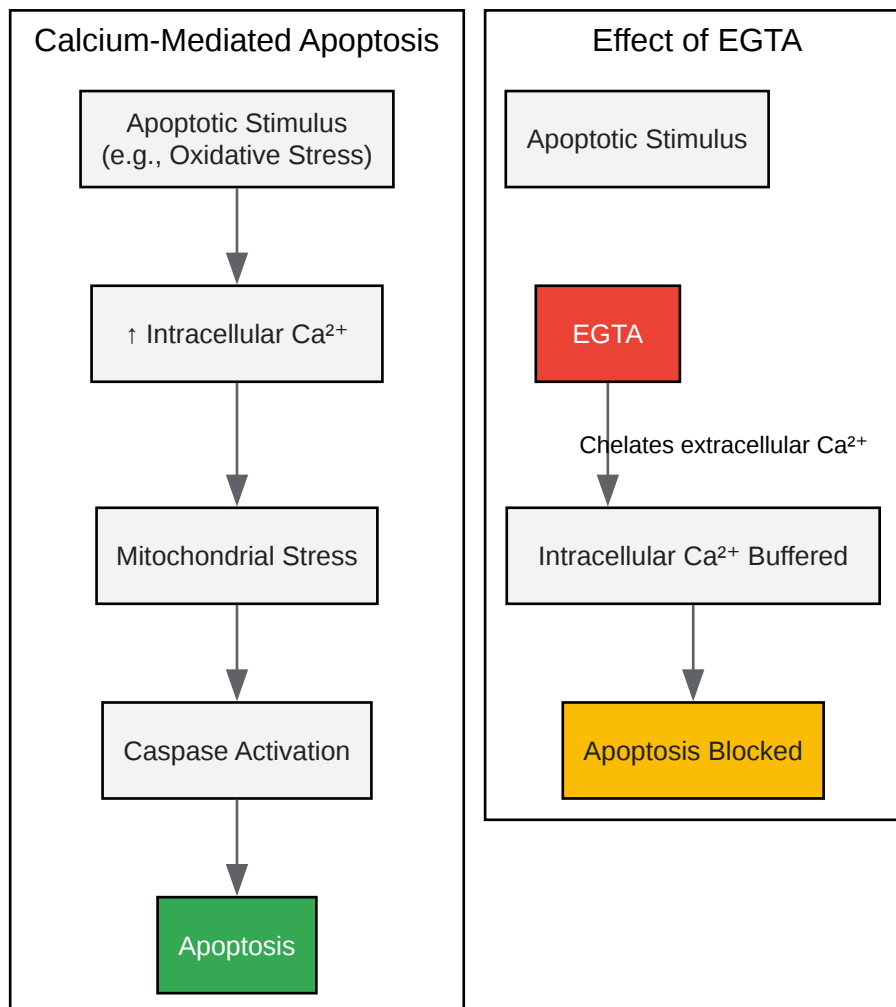 Calcium-Mediated Apoptosis
Apoptotic Stimulus
(e.g., Oxidative Stress)
↑ Intracellular Ca²⁺
Mitochondrial Stress
Caspase Activation
Apoptosis
Effect of EGTA
Apoptotic Stimulus
EGTA
Chelates extracellular Ca²⁺
Intracellular Ca²⁺ Buffered
Apoptosis Blocked